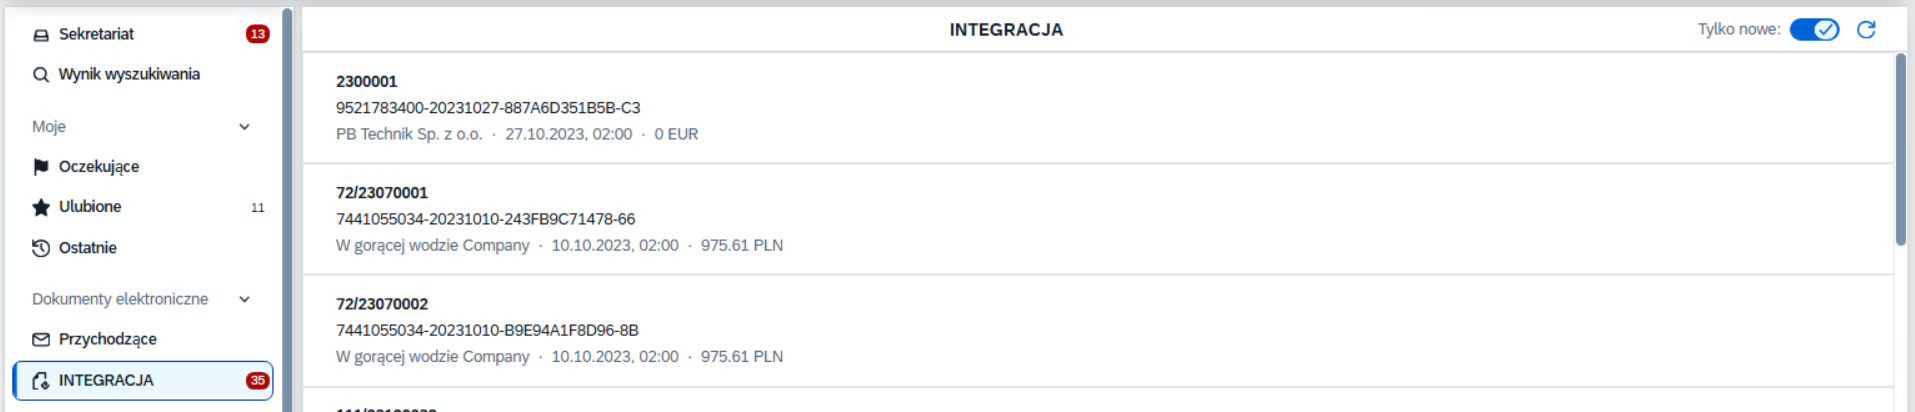 Sekretariat 13
Wynik wyszukiwania
Moje
Oczekujące
Ulubione 11
Ostatnie
Dokumenty elektroniczne
Przychodzące
INTEGRACJA 35
INTEGRACJA
Tylko nowe:
2300001
9521783400-20231027-887A6D351B5B-C3
PB Technik Sp. z o.o. · 27.10.2023, 02:00 · 0 EUR
72/23070001
7441055034-20231010-243FB9C71478-66
W gorącej wodzie Company · 10.10.2023, 02:00 · 975.61 PLN
72/23070002
7441055034-20231010-B9E94A1F8D96-8B
W gorącej wodzie Company · 10.10.2023, 02:00 · 975.61 PLN